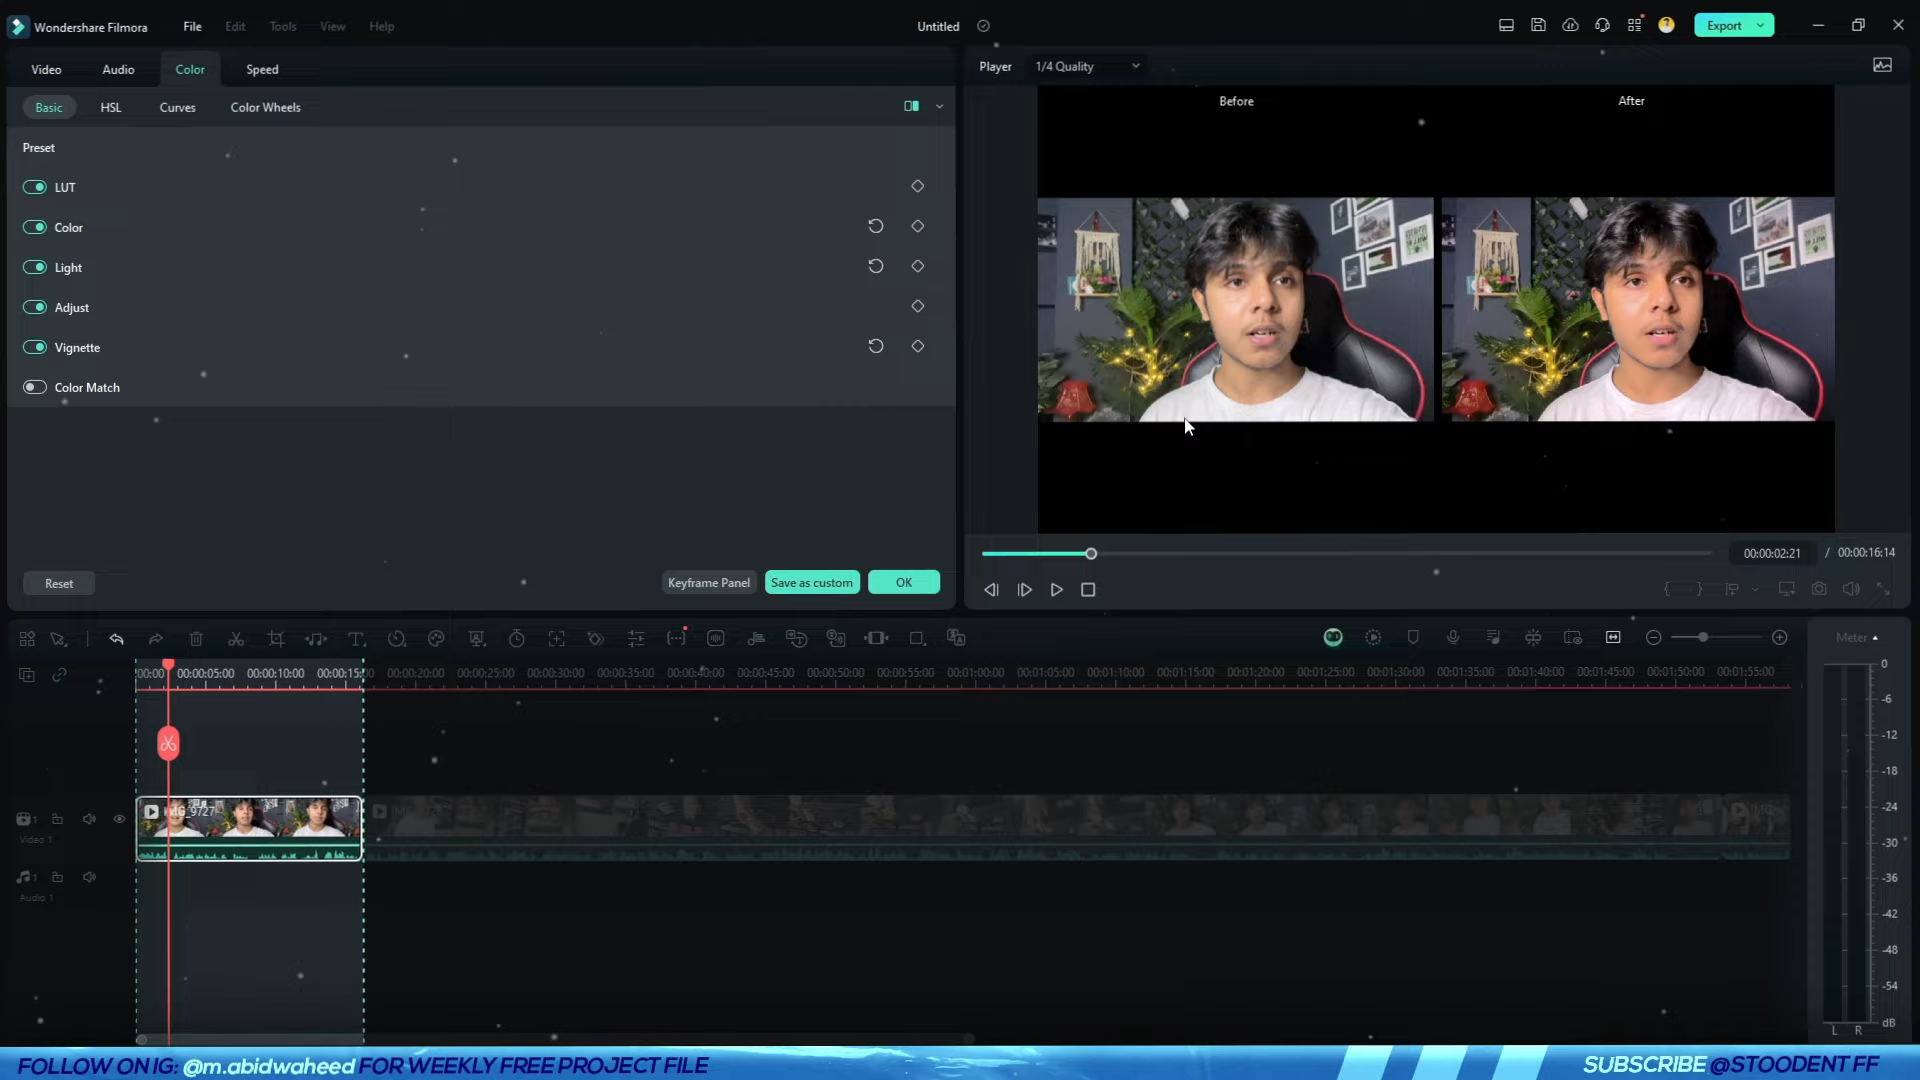 Wondershare Filmora File Edit Tools View Help Untitled Export
Video Audio Color Speed Player 1/4 Quality
Basic HSL Curves Color Wheels
Before After
Preset
LUT
Color
Light
Adjust
Vignette
Color Match
00:00:02:21 / 00:00:16:14
Reset Keyframe Panel Save as custom OK
Meter
00:00 00:00:05:00 00:00:10:00 00:00:15:00 00:00:20:00 00:00:25:00 00:00:30:00 00:00:35:00 00:00:40:00 00:00:45:00 00:00:50:00 00:00:55:00 00:01:00:00 00:01:05:00 00:01:10:00 00:01:15:00 00:01:20:00 00:01:25:00 00:01:30:00 00:01:35:00 00:01:40:00 00:01:45:00 00:01:50:00 00:01:55:00
IMG_9727
1
Video 1
1
Audio 1
0
-6
-12
-18
-24
-30
-36
-42
-48
-54
dB
L R
FOLLOW ON IG: @m.abidwaheed FOR WEEKLY FREE PROJECT FILE SUBSCRIBE @STOODENT FF